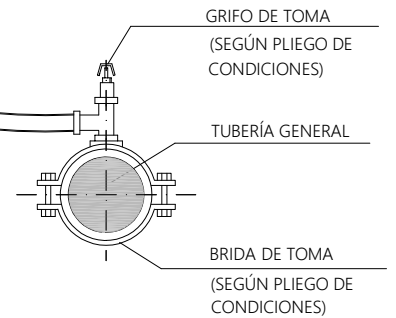 GRIFO DE TOMA
(SEGÚN PLIEGO DE
CONDICIONES)
TUBERÍA GENERAL
BRIDA DE TOMA
(SEGÚN PLIEGO DE
CONDICIONES)